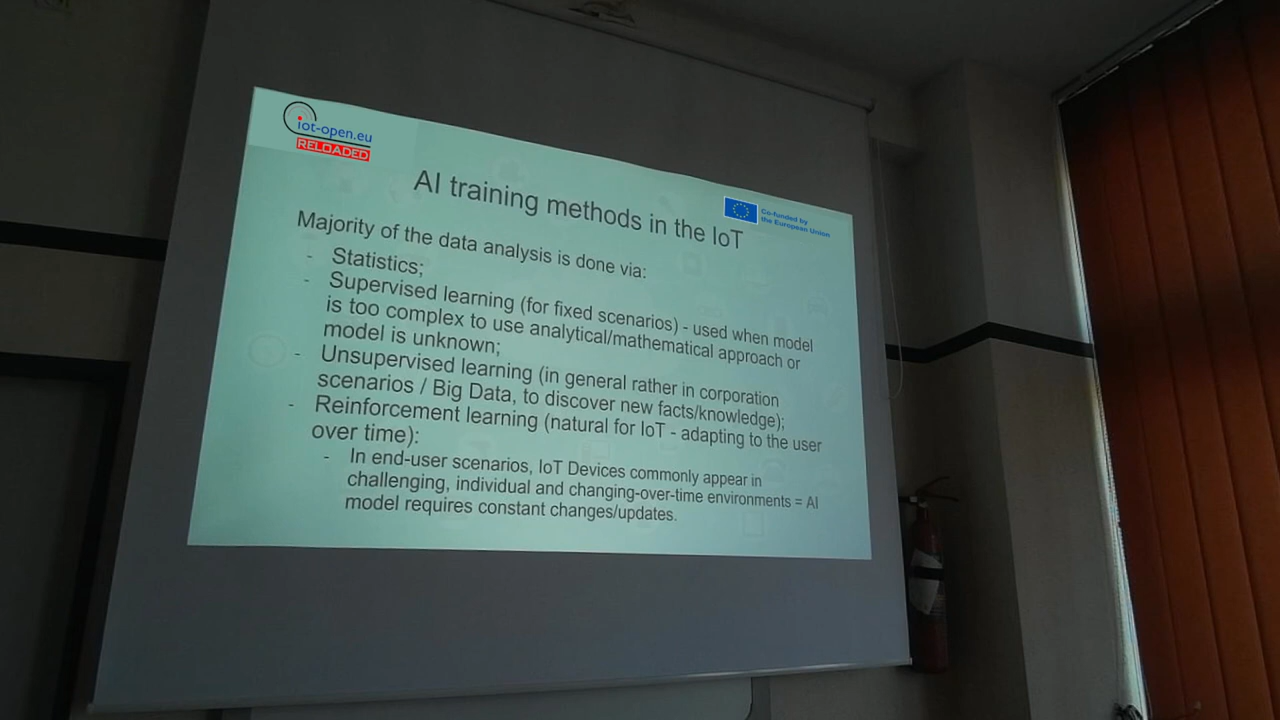 iot-open.eu
RELOADED
AI training methods in the IoT
Co-funded by
the European Union
Majority of the data analysis is done via:
- Statistics;
- Supervised learning (for fixed scenarios) - used when model
is too complex to use analytical/mathematical approach or
model is unknown;
- Unsupervised learning (in general rather in corporation
scenarios / Big Data, to discover new facts/knowledge);
- Reinforcement learning (natural for IoT - adapting to the user
over time):
- In end-user scenarios, IoT Devices commonly appear in
challenging, individual and changing-over-time environments = AI
model requires constant changes/updates.